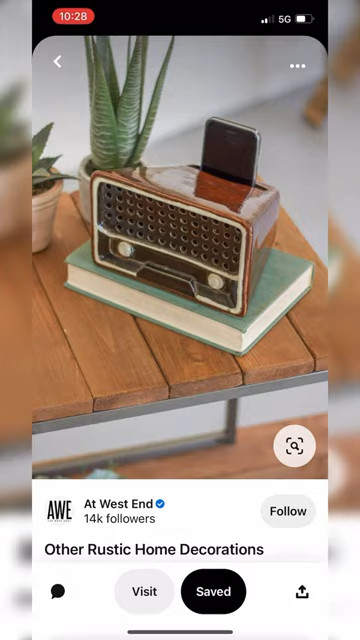 10:28
5G
AWE
At West End
14k followers
Follow
Other Rustic Home Decorations
Visit
Saved